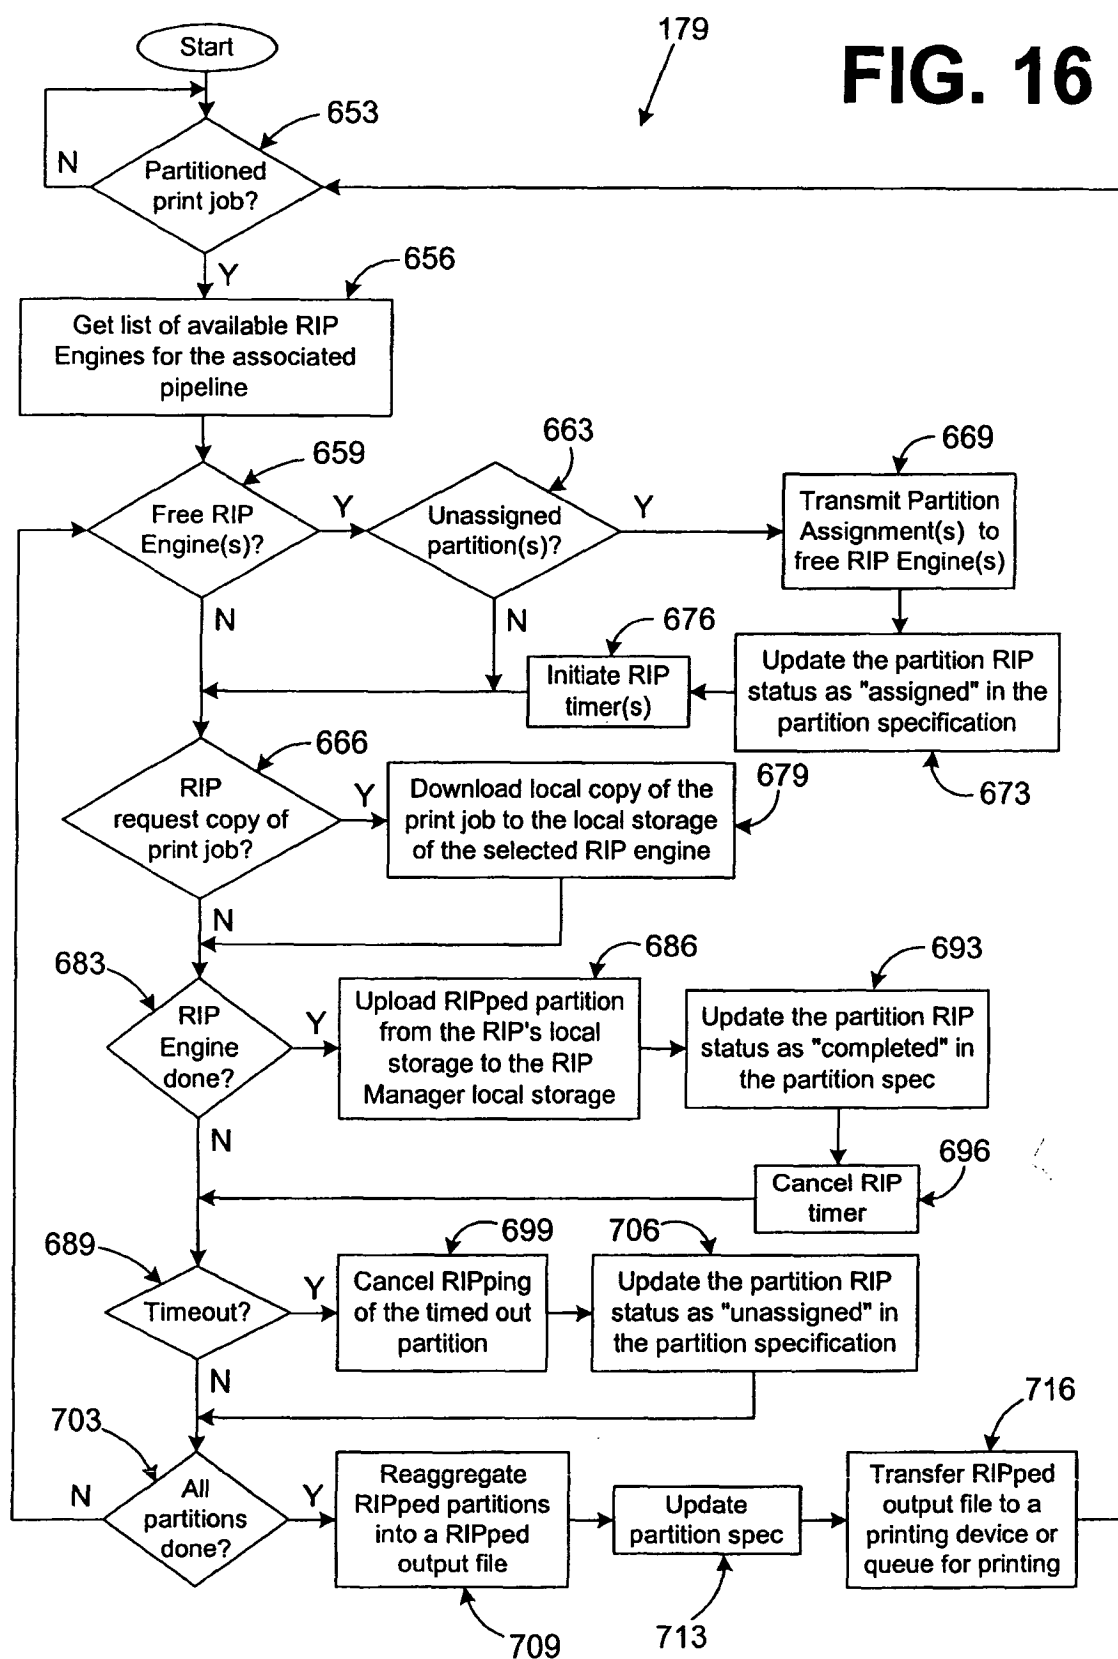 Start
179
FIG. 16
653
N
Partitioned
print job?
Y
656
Get list of available RIP
Engines for the associated
pipeline
659
Free RIP
Engine(s)?
Y
663
Unassigned
partition(s)?
Y
669
Transmit Partition
Assignment(s) to
free RIP Engine(s)
N
N
676
Initiate RIP
timer(s)
Update the partition RIP
status as "assigned" in the
partition specification
673
666
RIP
request copy of
print job?
Y
Download local copy of the
print job to the local storage
of the selected RIP engine
679
N
683
RIP
Engine
done?
Y
686
Upload RIPped partition
from the RIP's local
storage to the RIP
Manager local storage
693
Update the partition RIP
status as "completed" in
the partition spec
N
696
Cancel RIP
timer
689
Timeout?
Y
699
Cancel RIPping
of the timed out
partition
706
Update the partition RIP
status as "unassigned" in
the partition specification
N
703
N
All
partitions
done?
Y
Reaggregate
RIPped partitions
into a RIPped
output file
709
Update
partition spec
713
716
Transfer RIPped
output file to a
printing device or
queue for printing